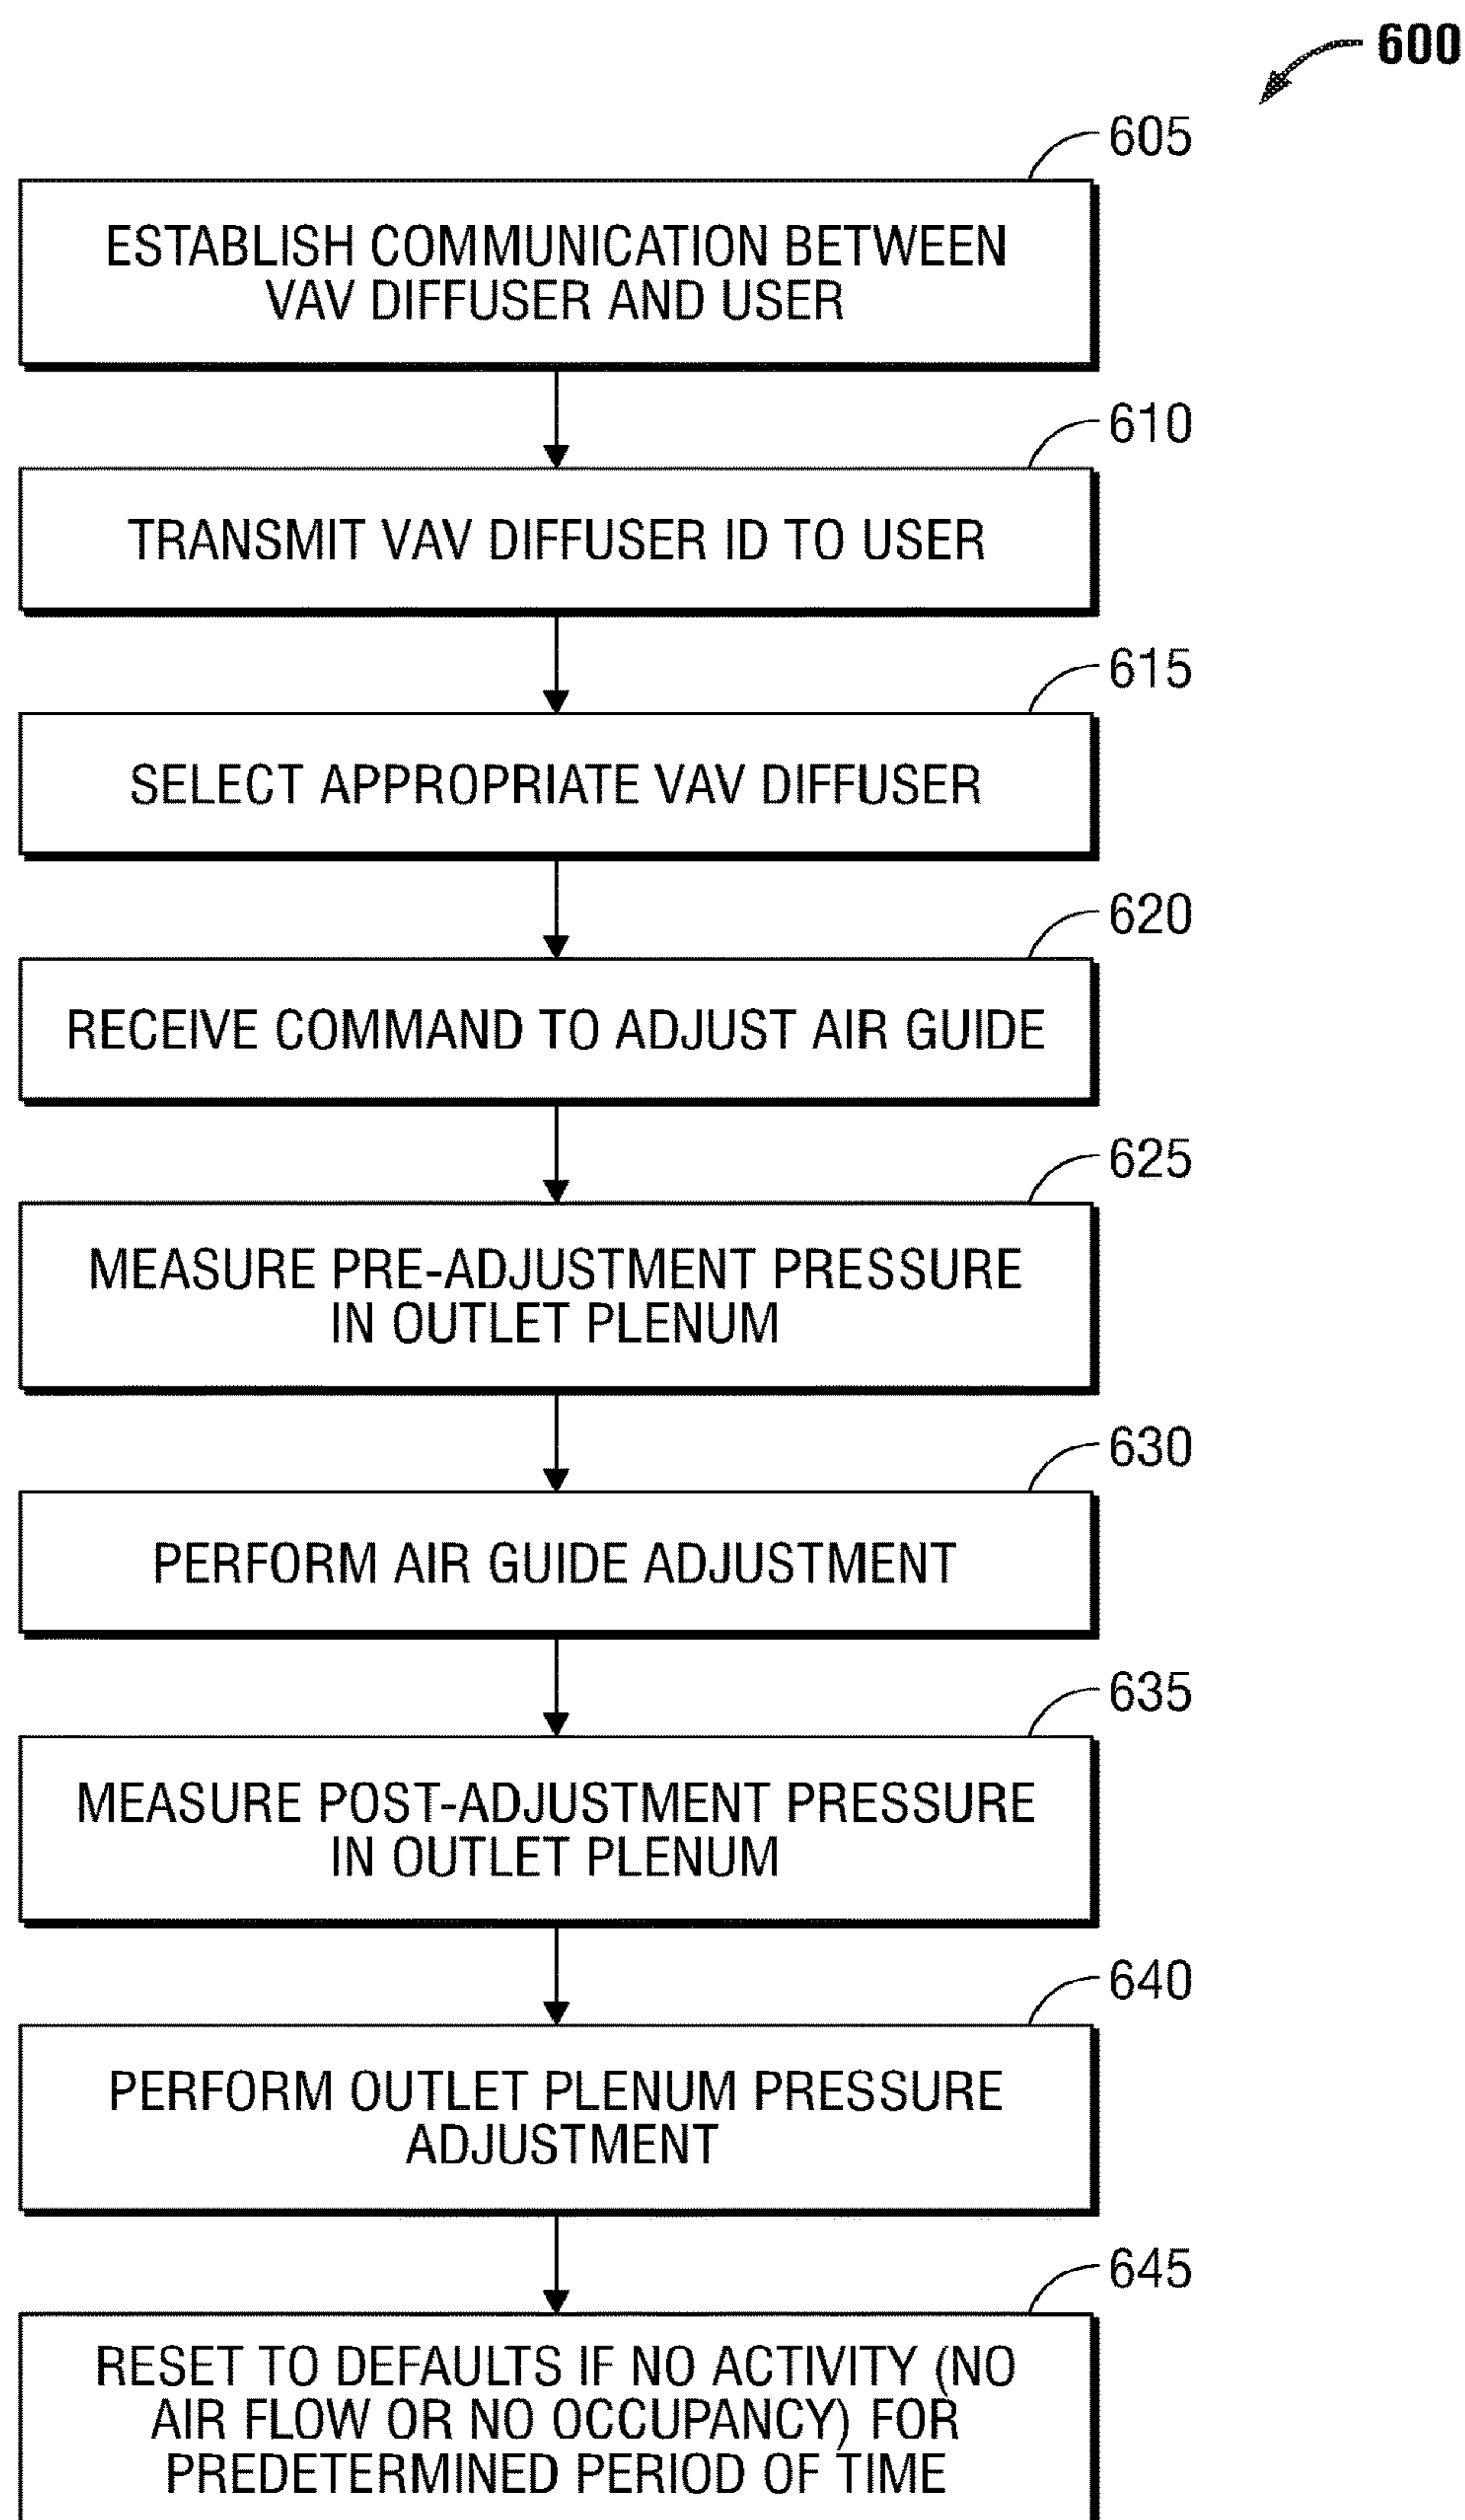 600
605
ESTABLISH COMMUNICATION BETWEEN
VAV DIFFUSER AND USER
610
TRANSMIT VAV DIFFUSER ID TO USER
615
SELECT APPROPRIATE VAV DIFFUSER
620
RECEIVE COMMAND TO ADJUST AIR GUIDE
625
MEASURE PRE-ADJUSTMENT PRESSURE
IN OUTLET PLENUM
630
PERFORM AIR GUIDE ADJUSTMENT
635
MEASURE POST-ADJUSTMENT PRESSURE
IN OUTLET PLENUM
640
PERFORM OUTLET PLENUM PRESSURE
ADJUSTMENT
645
RESET TO DEFAULTS IF NO ACTIVITY (NO
AIR FLOW OR NO OCCUPANCY) FOR
PREDETERMINED PERIOD OF TIME